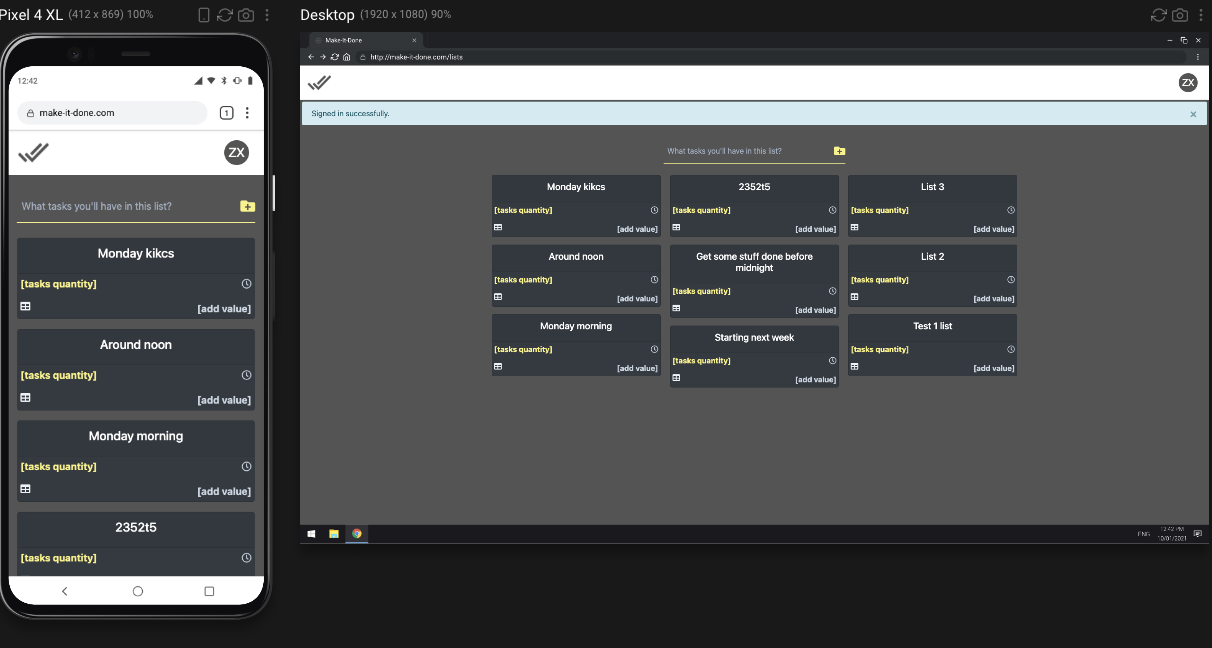 Pixel 4 XL (412 x 869) 100%
12:42
make-it-done.com
1
ZX
What tasks you'll have in this list?
Monday kikcs
[tasks quantity]
[add value]
Around noon
[tasks quantity]
[add value]
Monday morning
[tasks quantity]
[add value]
2352t5
[tasks quantity]
Desktop (1920 x 1080) 90%
Make-It-Done
http://make-it-done.com/lists
ZX
Signed in successfully.
What tasks you'll have in this list?
Monday kikcs
[tasks quantity]
[add value]
Around noon
[tasks quantity]
[add value]
Monday morning
[tasks quantity]
[add value]
2352t5
[tasks quantity]
[add value]
Get some stuff done before
midnight
[tasks quantity]
[add value]
Starting next week
[tasks quantity]
[add value]
List 3
[tasks quantity]
[add value]
List 2
[tasks quantity]
[add value]
Test 1 list
[tasks quantity]
[add value]
ENG
12:42 PM
10/01/2021